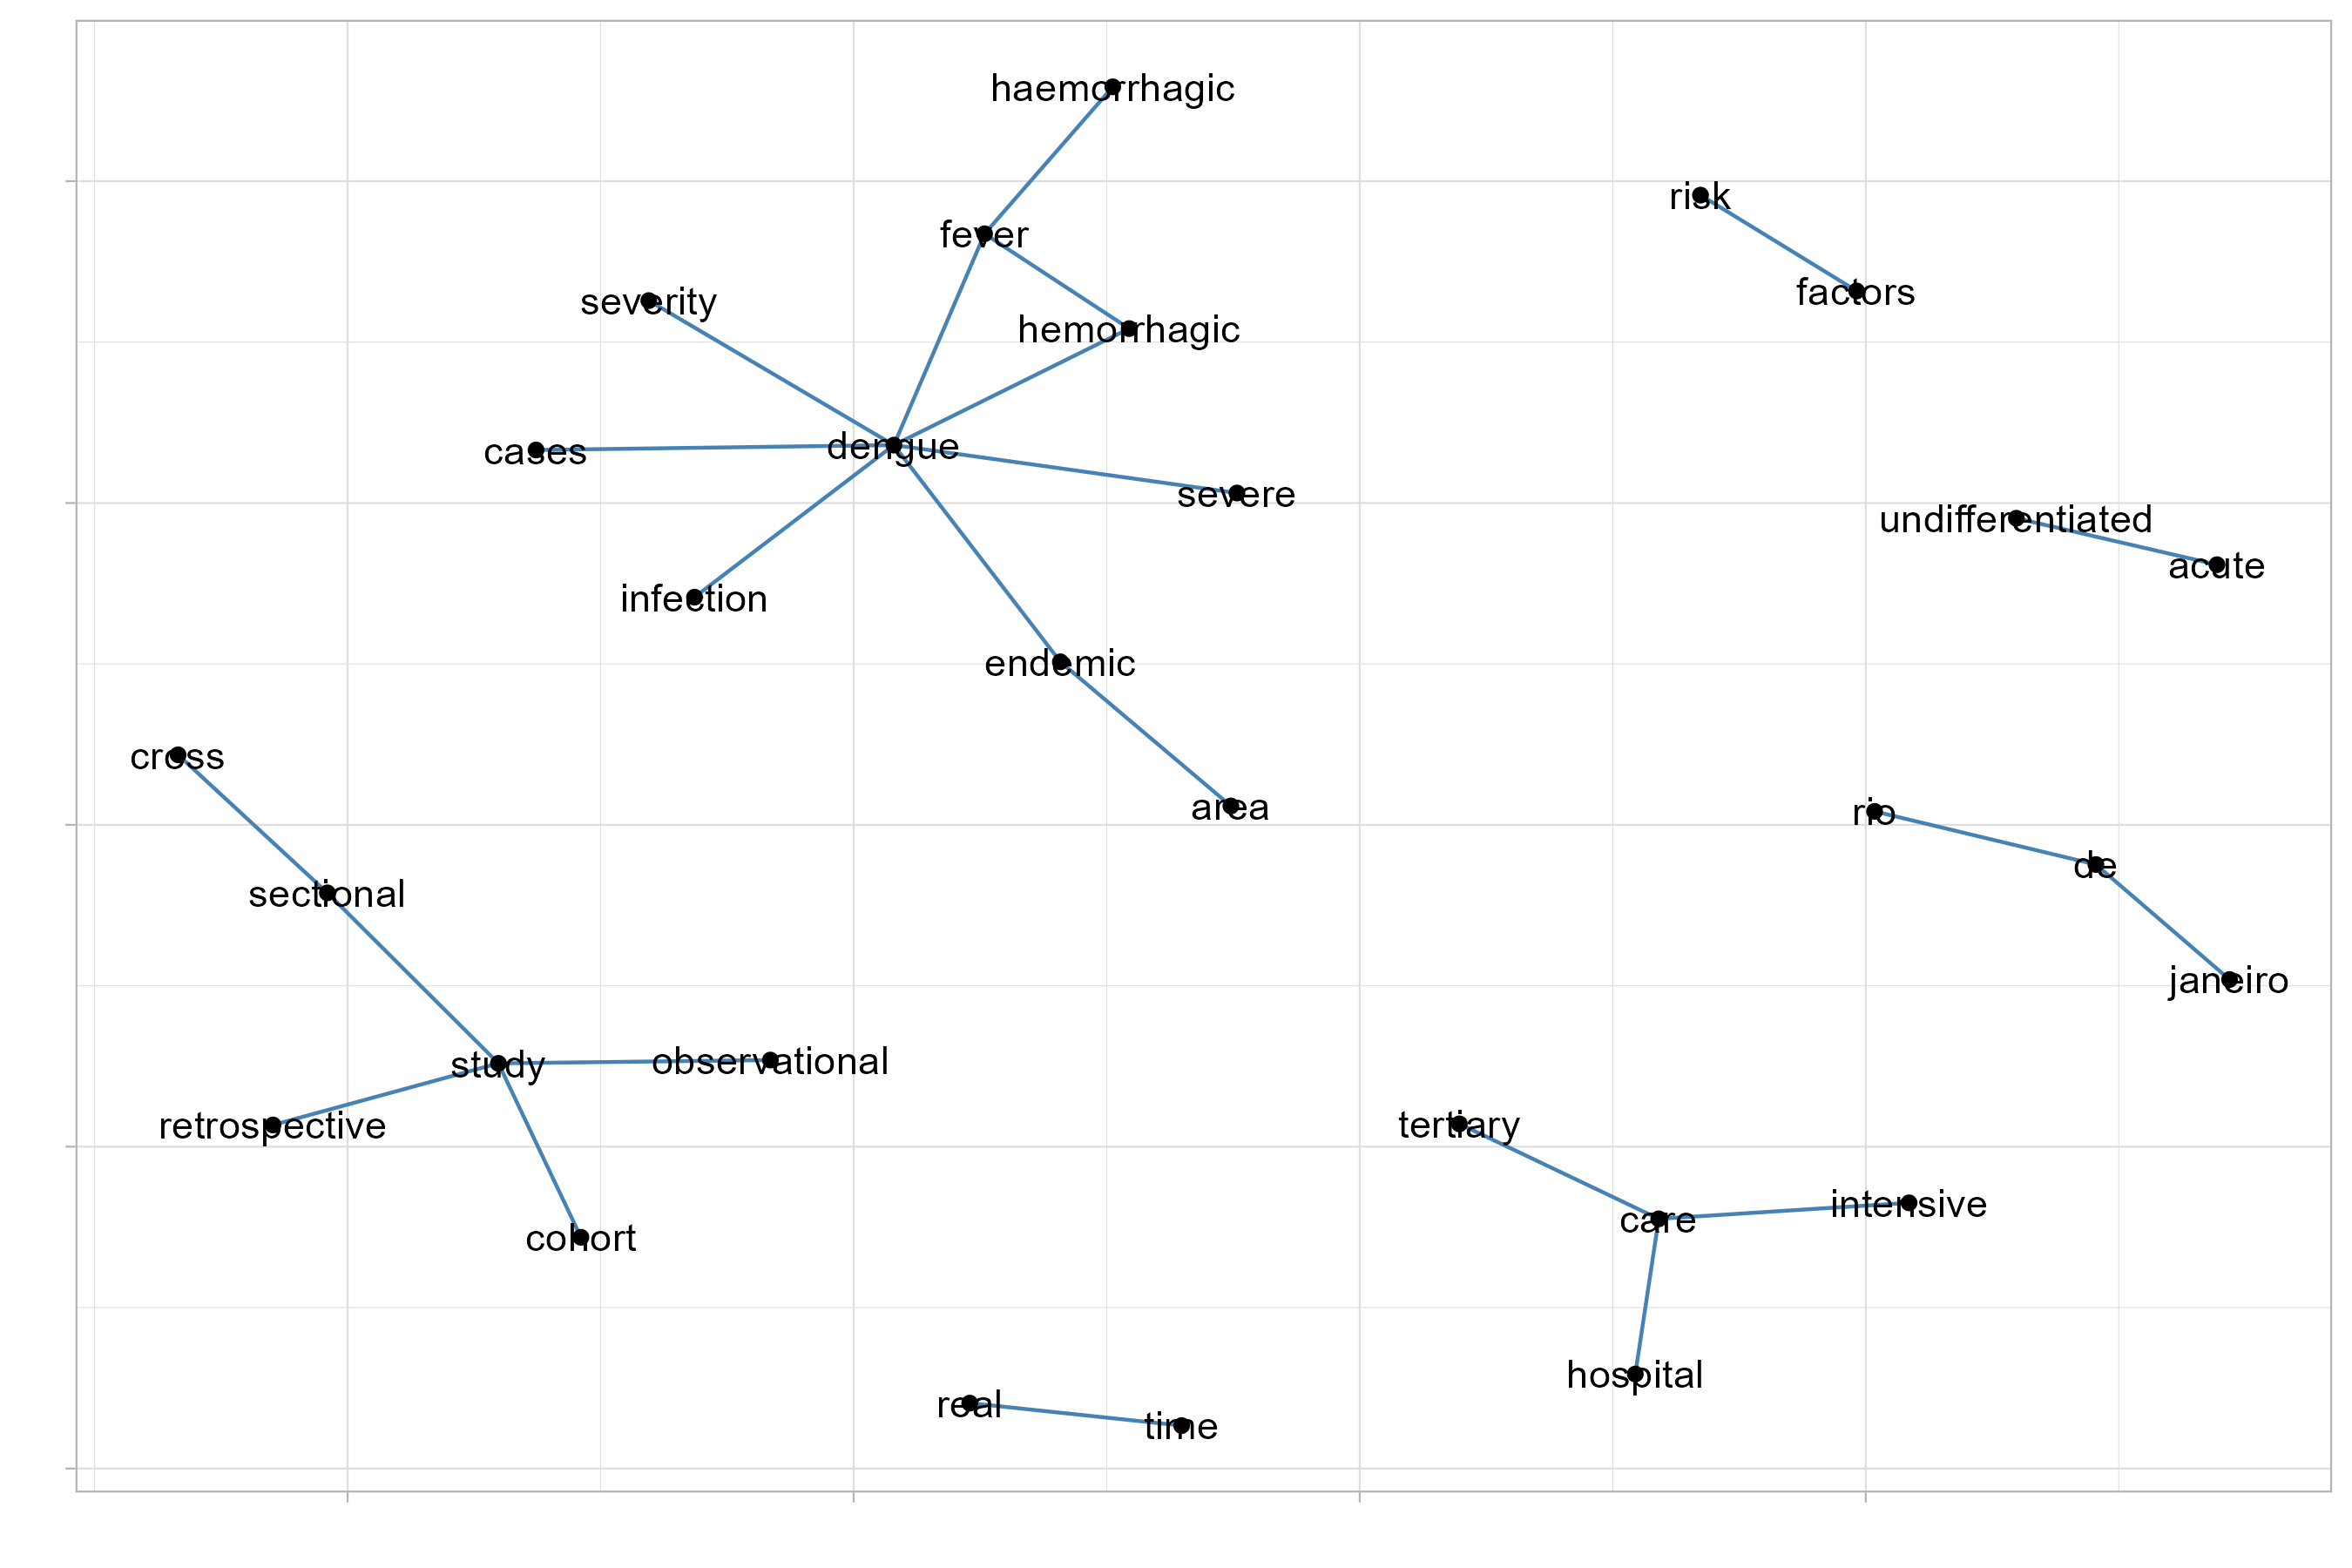 haemorrhagic
risk
fever
factors
severity
hemorrhagic
dengue
cases
severe
undifferentiated
acute
infection
endemic
cross
area
rio
de
sectional
janeiro
study
observational
retrospective
tertiary
intensive
care
cohort
hospital
real
time